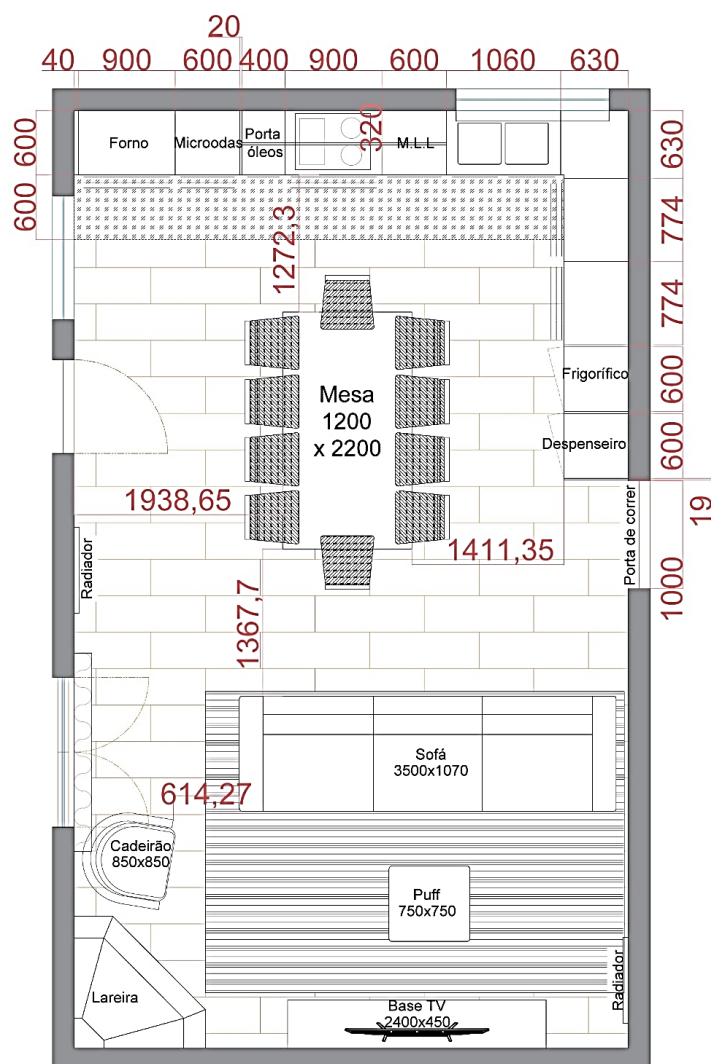 20
40 900 600 400 900 600 1060 630
600
Forno
Microodas
Porta
óleos
320
M.L.L
630
600
774
1272,3
774
Mesa
1200
x 2200
Frigorífico
600
Despenseiro
600
1938,65
19
1411,35
Porta de correr
1000
Radiador
1367,7
Sofá
3500x1070
614,27
Cadeirão
850x850
Puff
750x750
Lareira
Radiador
Base TV
2400x450